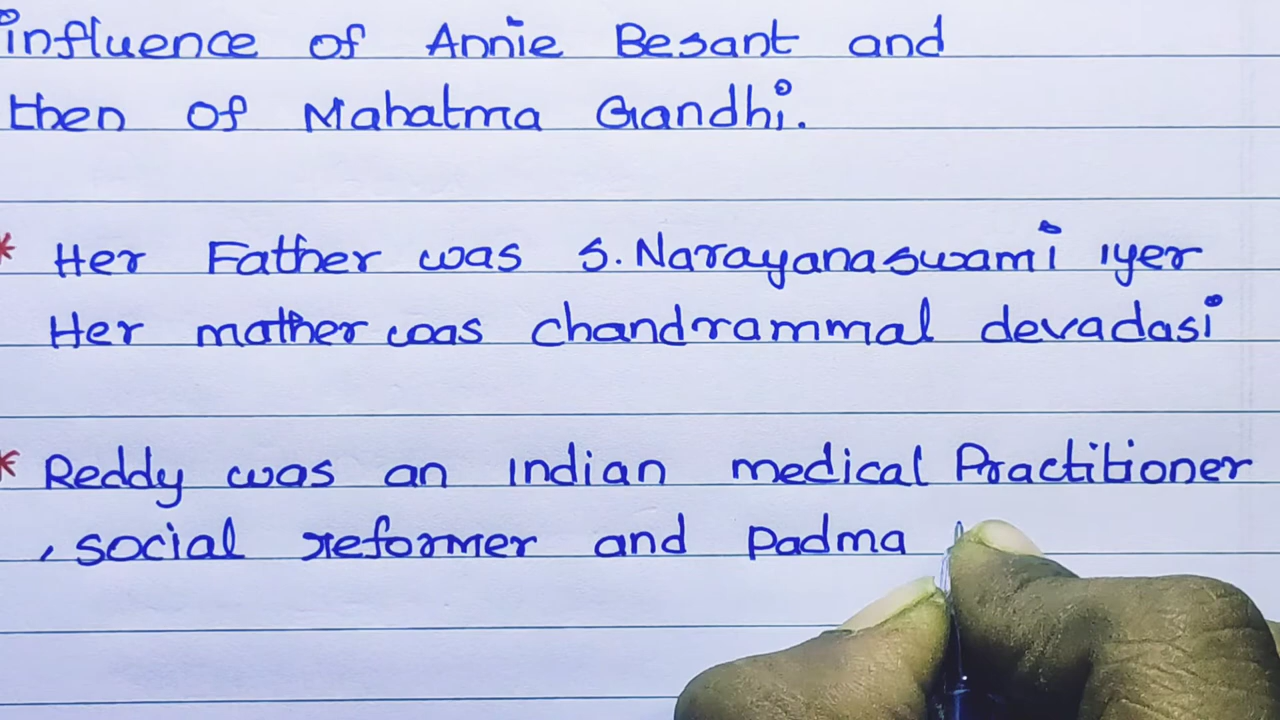 influence of Annie Besant and
then of Mahatma Gandhi.
* Her Father was S. Narayanaswami iyer
Her mather was chandrammal devadasi
* Reddy was an Indian medical Practitioner
, social reformer and Padma